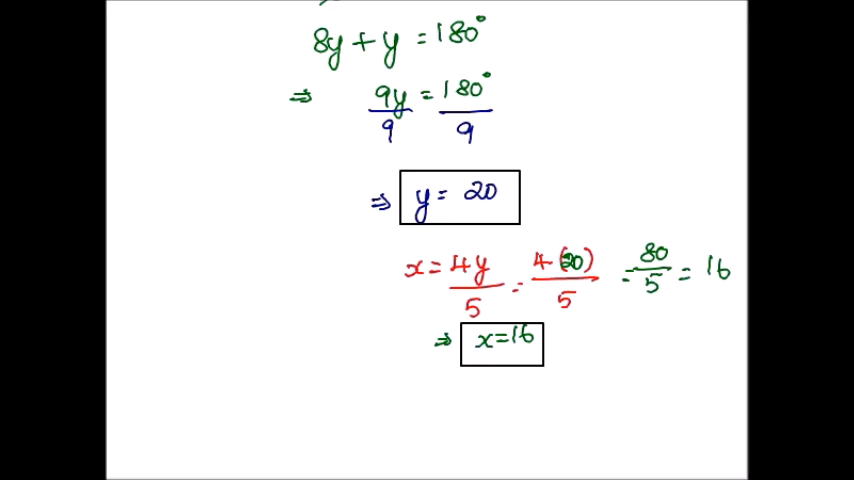 8y + y = 180°
⇒ 9y/9 = 180°/9
⇒ y = 20
x = 4y/5 = 4(20)/5 = 80/5 = 16
⇒ x = 16